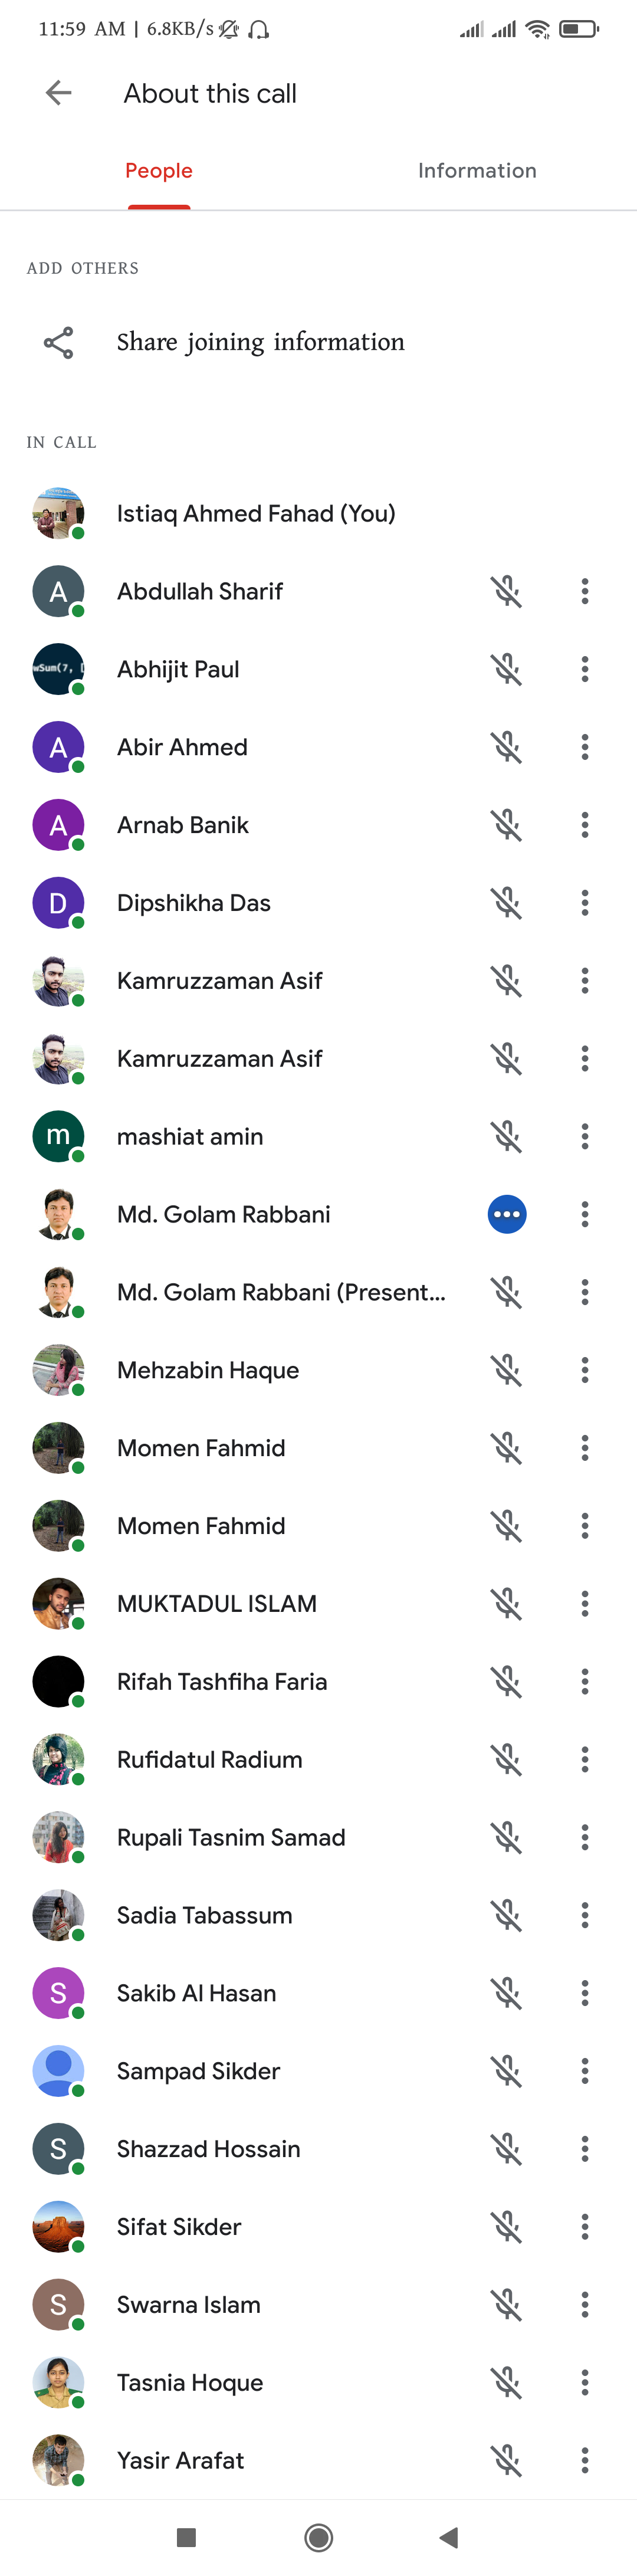 11:59 AM | 6.8KB/s
About this call
People Information
ADD OTHERS
Share joining information
IN CALL
Istiaq Ahmed Fahad (You)
A Abdullah Sharif
wSum(7, [ Abhijit Paul
A Abir Ahmed
A Arnab Banik
D Dipshikha Das
Kamruzzaman Asif
Kamruzzaman Asif
m mashiat amin
Md. Golam Rabbani
Md. Golam Rabbani (Present...
Mehzabin Haque
Momen Fahmid
Momen Fahmid
MUKTADUL ISLAM
Rifah Tashfiha Faria
Rufidatul Radium
Rupali Tasnim Samad
Sadia Tabassum
S Sakib Al Hasan
Sampad Sikder
S Shazzad Hossain
Sifat Sikder
S Swarna Islam
Tasnia Hoque
Yasir Arafat